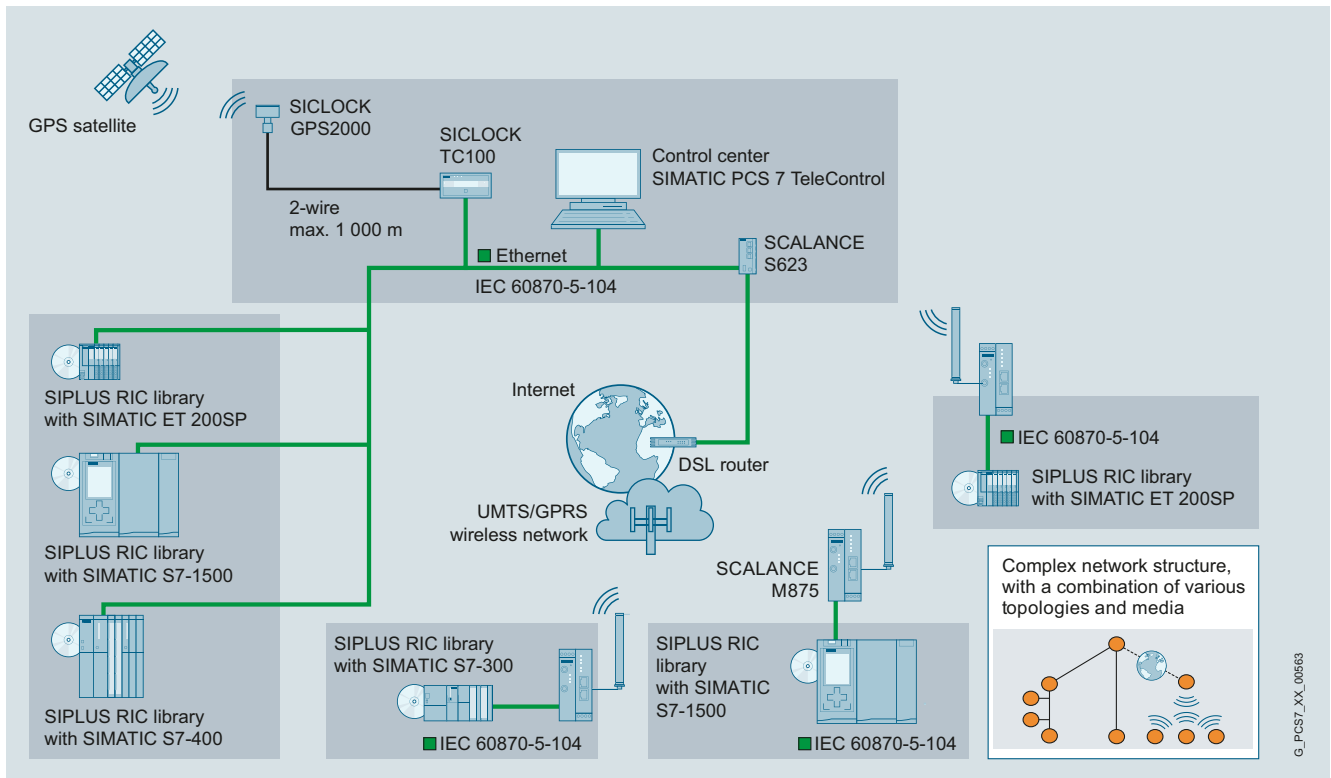 GPS satellite
SICLOCK
GPS2000
SICLOCK
TC100
Control center
SIMATIC PCS 7 TeleControl
2-wire
max. 1 000 m
Ethernet
IEC 60870-5-104
SCALANCE
S623
SIPLUS RIC library
with SIMATIC ET 200SP
SIPLUS RIC library
with SIMATIC S7-1500
SIPLUS RIC library
with SIMATIC S7-400
Internet
DSL router
UMTS/GPRS
wireless network
IEC 60870-5-104
SIPLUS RIC library
with SIMATIC ET 200SP
SCALANCE
M875
SIPLUS RIC library
with SIMATIC S7-300
IEC 60870-5-104
SIPLUS RIC
library
with SIMATIC
S7-1500
IEC 60870-5-104
Complex network structure,
with a combination of various
topologies and media
G_PCS7_XX_00563